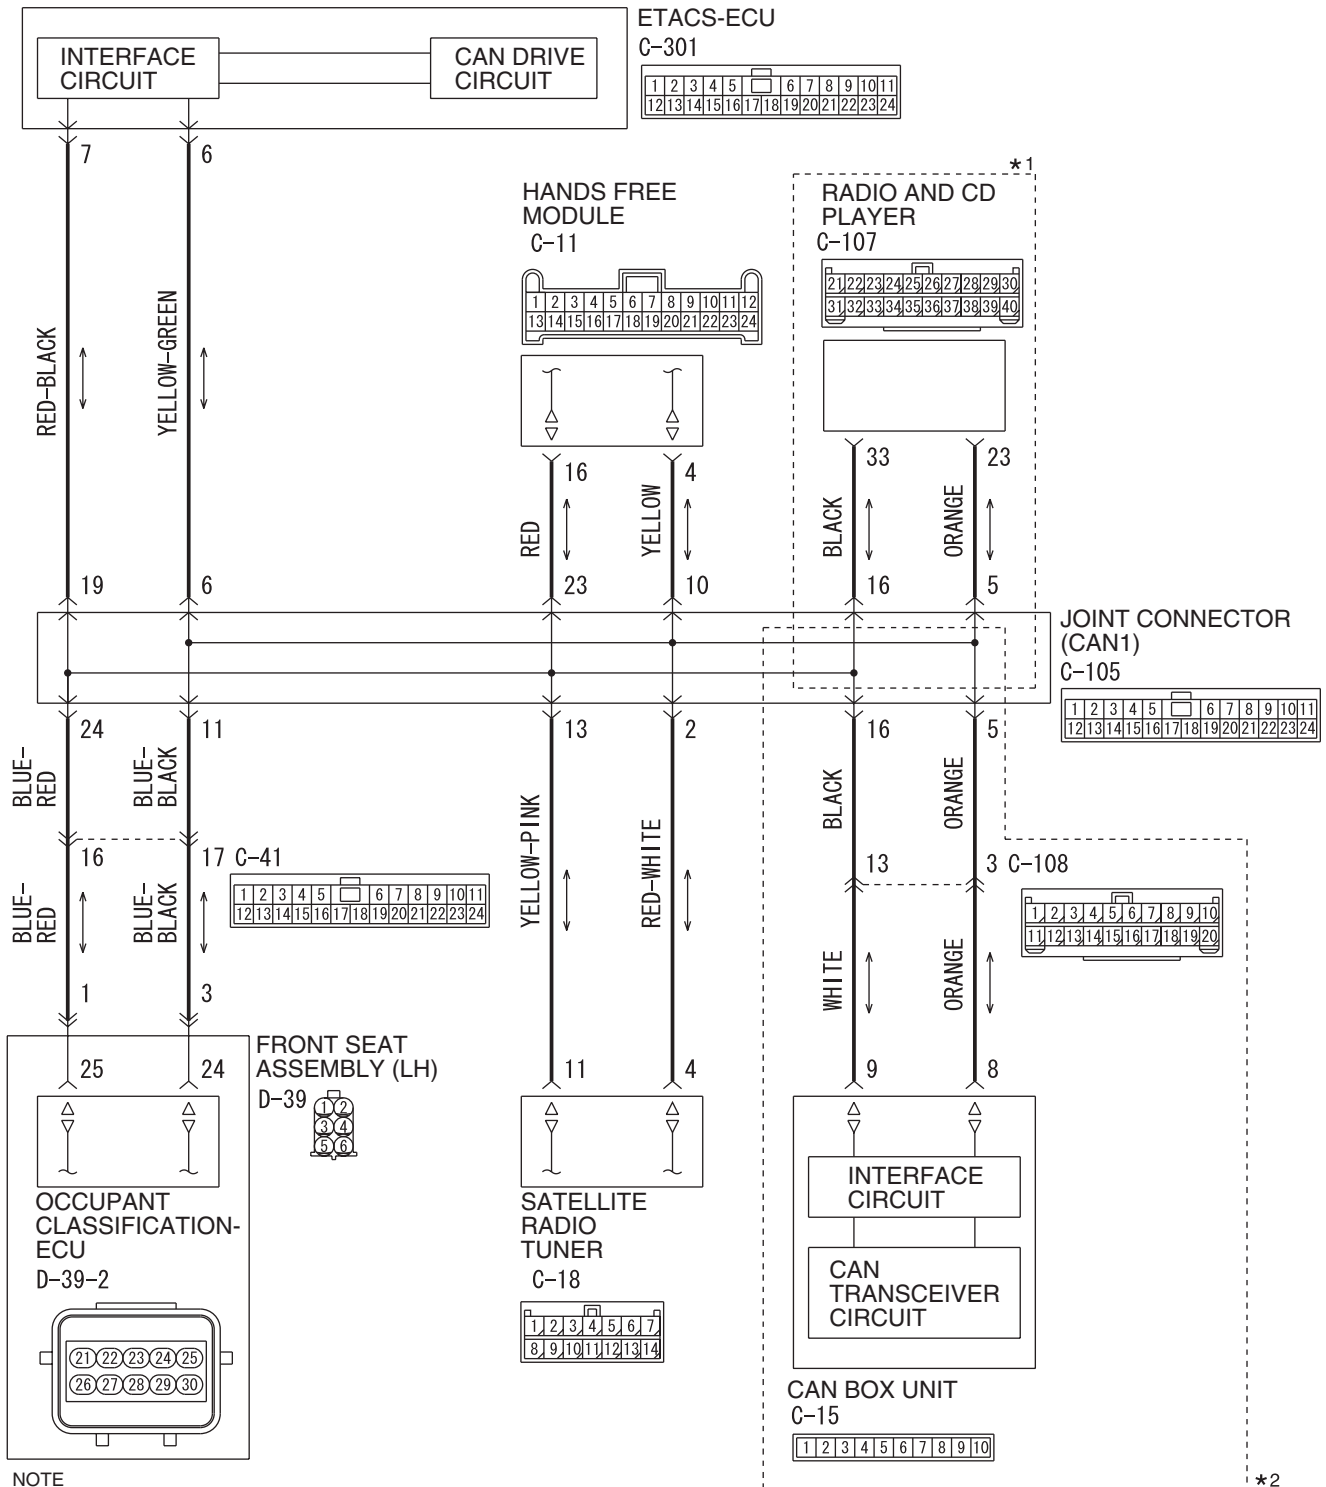 ETACS-ECU
C-301
INTERFACE
CIRCUIT
CAN DRIVE
CIRCUIT
1 2 3 4 5 6 7 8 9 10 11
12 13 14 15 16 17 18 19 20 21 22 23 24
7
6
*1
HANDS FREE
MODULE
C-11
RADIO AND CD
PLAYER
C-107
21 22 23 24 25 26 27 28 29 30
31 32 33 34 35 36 37 38 39 40
1 2 3 4 5 6 7 8 9 10 11 12
13 14 15 16 17 18 19 20 21 22 23 24
RED-BLACK
YELLOW-GREEN
16
4
33
23
RED
YELLOW
BLACK
ORANGE
19
6
23
10
16
5
JOINT CONNECTOR
(CAN1)
C-105
1 2 3 4 5 6 7 8 9 10 11
12 13 14 15 16 17 18 19 20 21 22 23 24
24
11
13
2
16
5
BLUE-
RED
BLUE-
BLACK
YELLOW-PINK
RED-WHITE
BLACK
ORANGE
16
17
C-41
1 2 3 4 5 6 7 8 9 10 11
12 13 14 15 16 17 18 19 20 21 22 23 24
13
3
C-108
1 2 3 4 5 6 7 8 9 10
11 12 13 14 15 16 17 18 19 20
BLUE-
RED
BLUE-
BLACK
WHITE
ORANGE
1
3
FRONT SEAT
ASSEMBLY (LH)
D-39
1 2
3 4
5 6
25
24
11
4
9
8
OCCUPANT
CLASSIFICATION-
ECU
D-39-2
21 22 23 24 25
26 27 28 29 30
SATELLITE
RADIO
TUNER
C-18
1 2 3 4 5 6 7
8 9 10 11 12 13 14
INTERFACE
CIRCUIT
CAN
TRANSCEIVER
CIRCUIT
CAN BOX UNIT
C-15
1 2 3 4 5 6 7 8 9 10
NOTE
*2